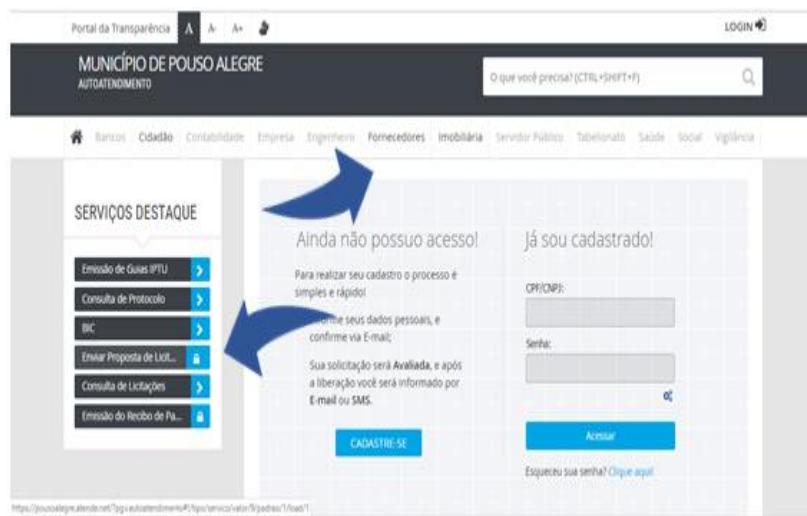 Portal da Transparência A A- A+
LOGIN
MUNICÍPIO DE POUSO ALEGRE
AUTOATENDIMENTO
O que você precisa? (CTRL+SHIFT+F)
Bancos Cidadão Contabilidade Empresa Engenheiro Fornecedores Imobiliária Servidor Público Tabelionato Saúde Social Vigilância
SERVIÇOS DESTAQUE
Emissão de Guias IPTU
Consulta de Protocolo
BIC
Enviar Proposta de Licit...
Consulta de Licitações
Emissão do Recibo de Pa...
Ainda não possuo acesso!
Para realizar seu cadastro o processo é
simples e rápido!
seus dados pessoais, e
confirme via E-mail;
Sua solicitação será Avaliada, e após
a liberação você será informado por
E-mail ou SMS.
CADASTRE-SE
Já sou cadastrado!
CPF/CNPJ:
Senha:
Acessar
Esqueceu sua senha? Clique aqui!